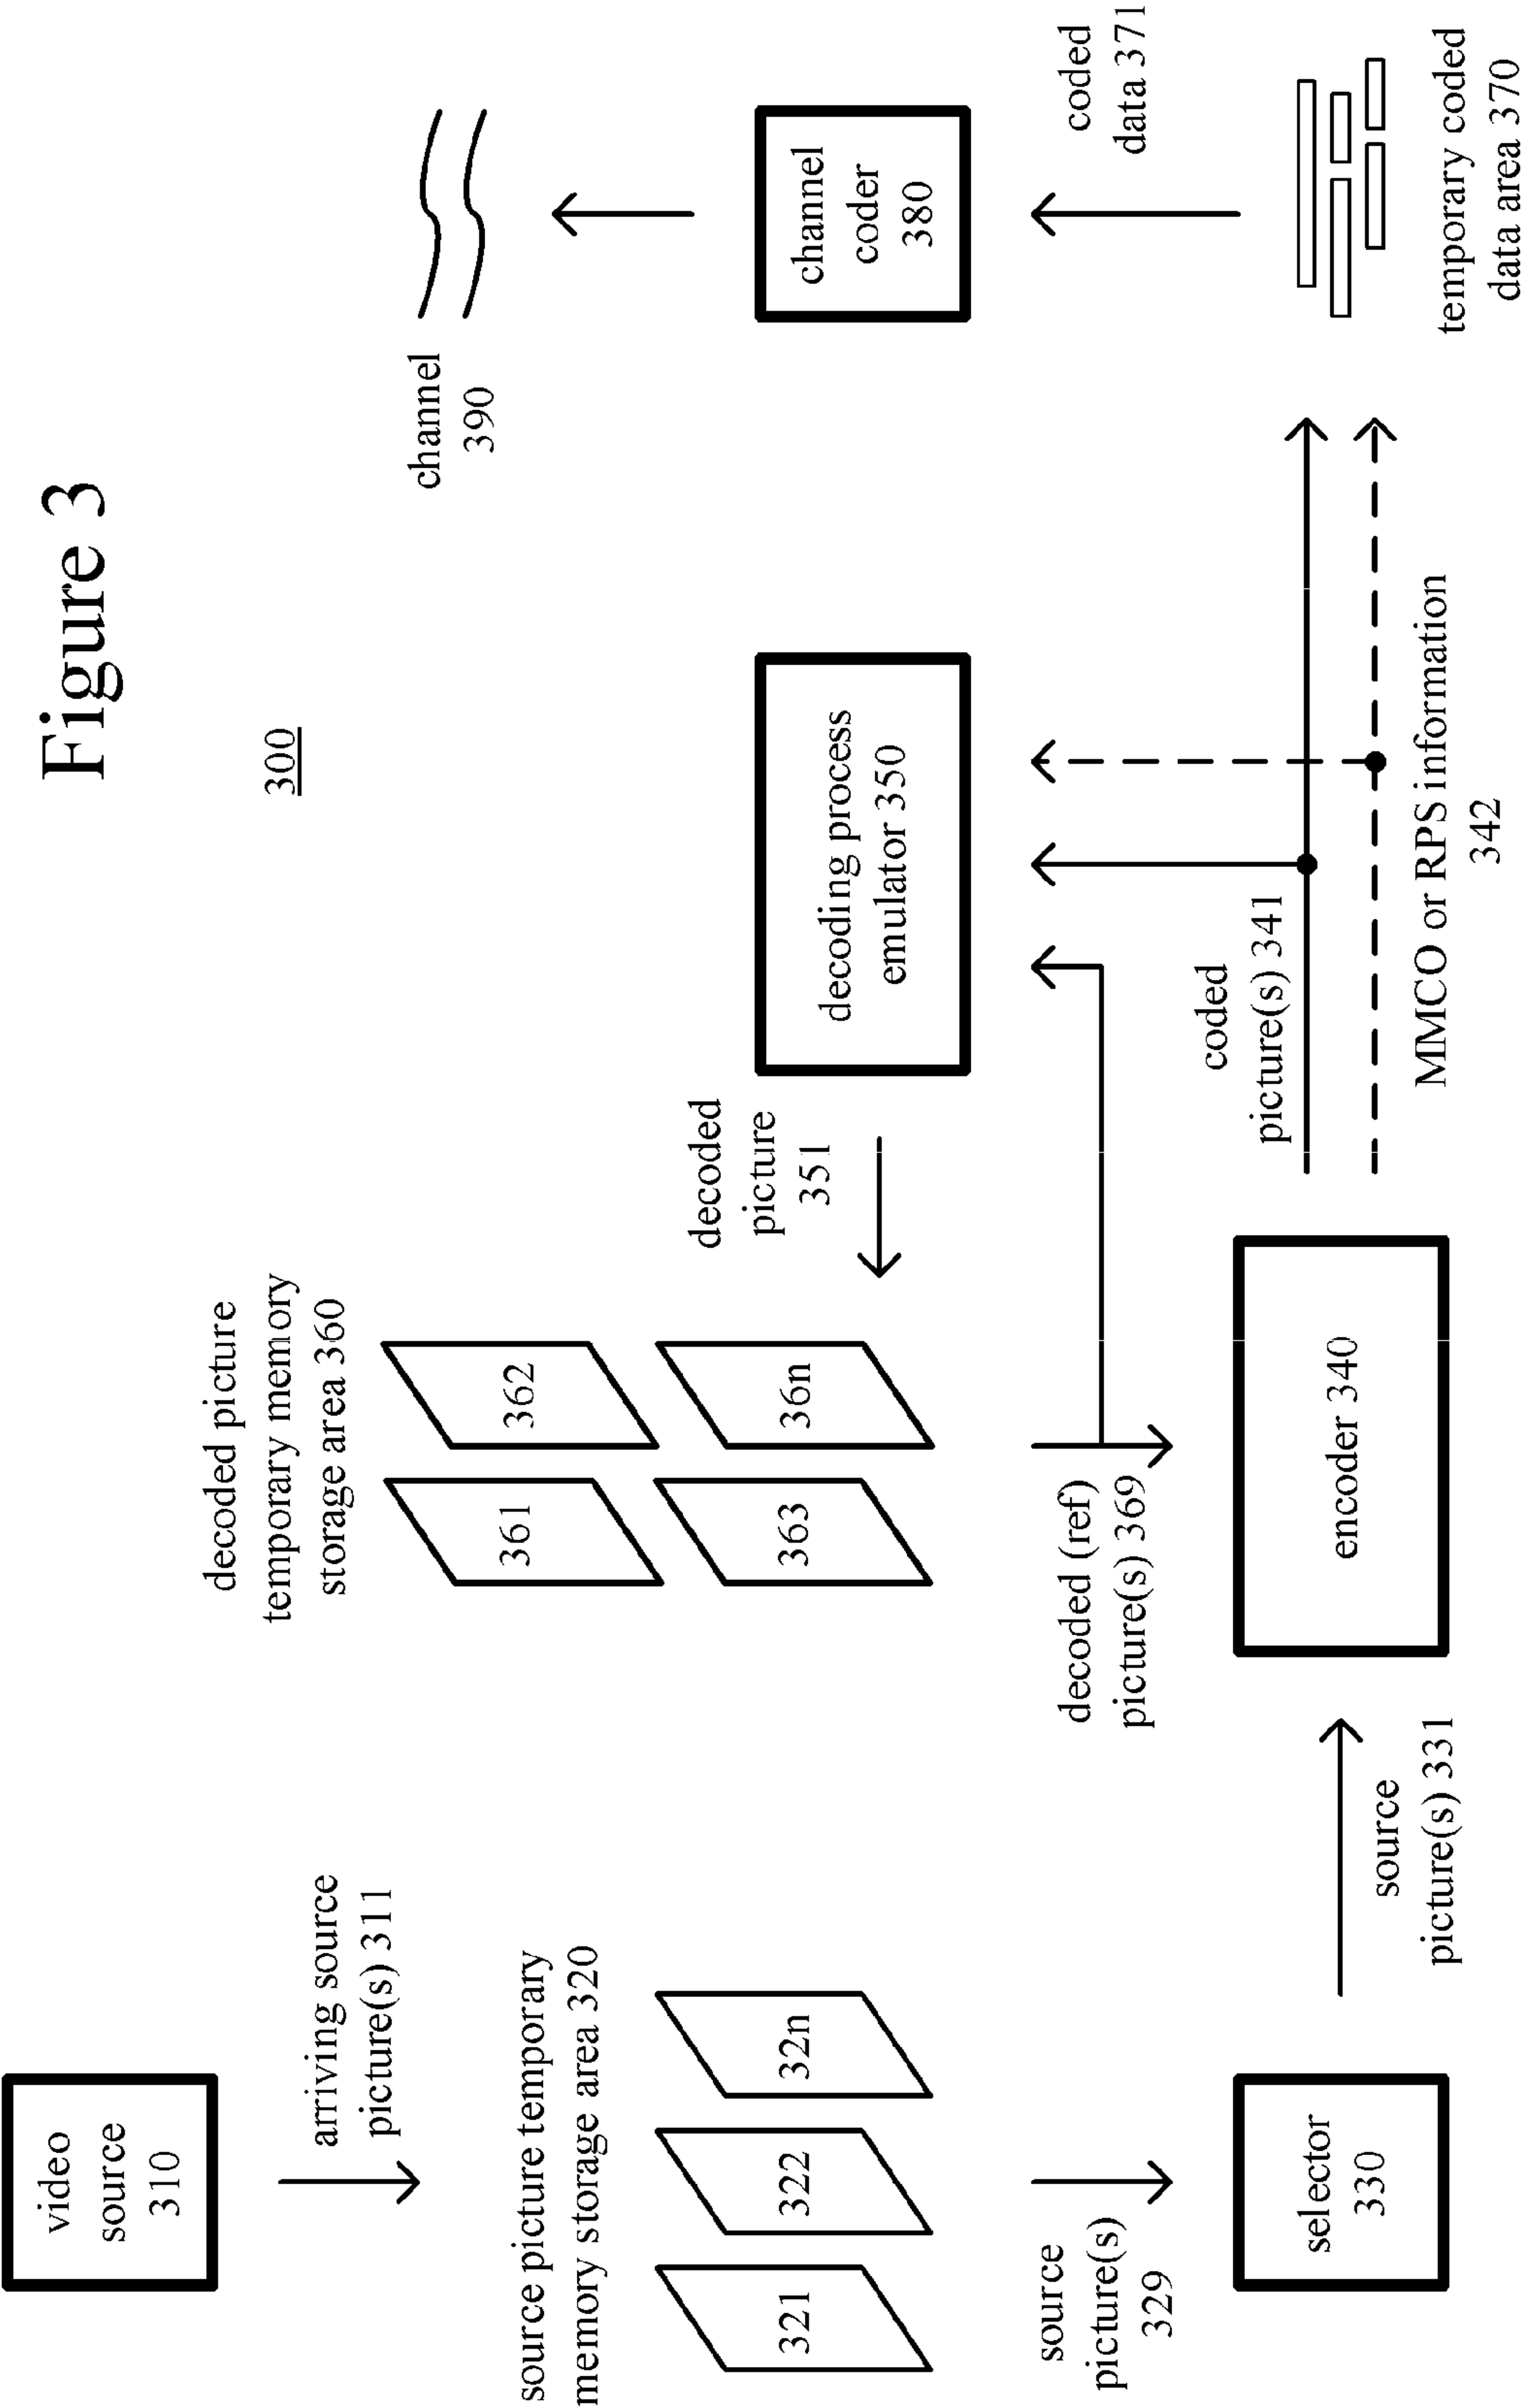 Figure 3
300
video
source
310
arriving source
picture(s) 311
source picture temporary
memory storage area 320
321
322
32n
source
picture(s)
329
selector
330
source
picture(s) 331
decoded picture
temporary memory
storage area 360
361
362
363
36n
decoded (ref)
picture(s) 369
encoder 340
decoded
picture
351
decoding process
emulator 350
coded
picture(s) 341
MMCO or RPS information
342
channel
390
channel
coder
380
coded
data 371
temporary coded
data area 370